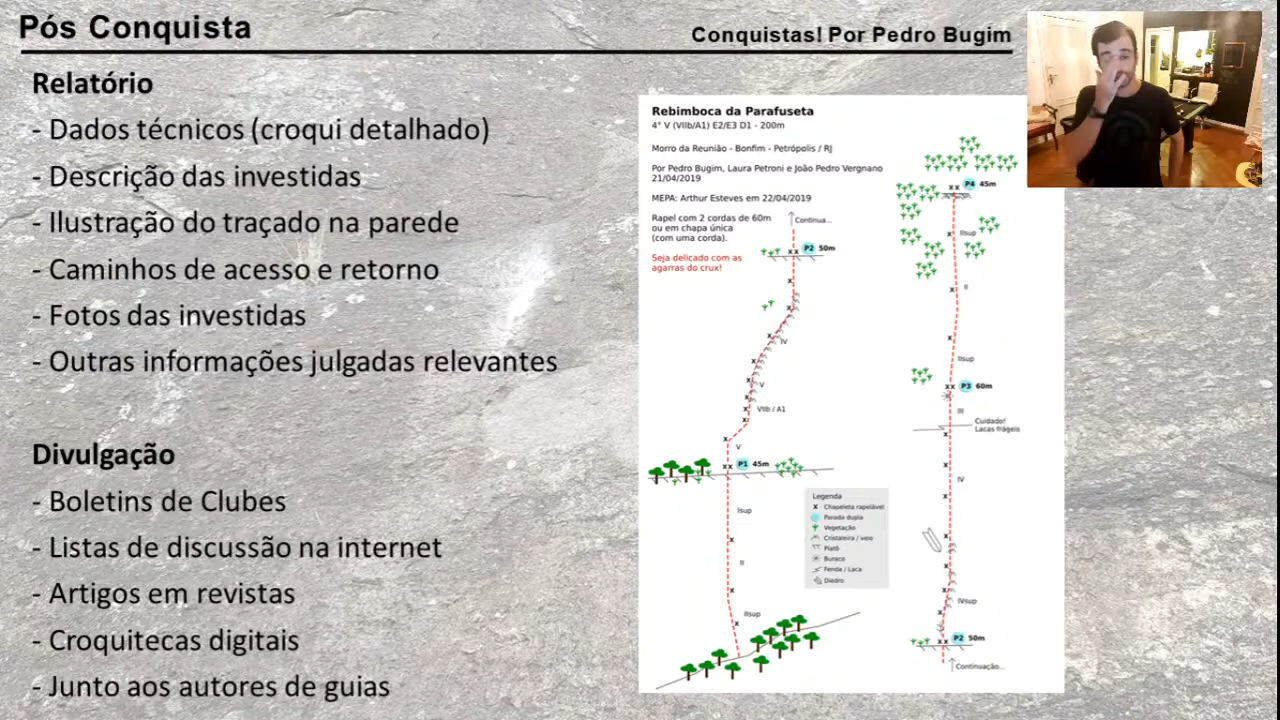 Pós Conquista
Conquistas! Por Pedro Bugim
Relatório
- Dados técnicos (croqui detalhado)
- Descrição das investidas
- Ilustração do traçado na parede
- Caminhos de acesso e retorno
- Fotos das investidas
- Outras informações julgadas relevantes
Divulgação
- Boletins de Clubes
- Listas de discussão na internet
- Artigos em revistas
- Croquitecas digitais
- Junto aos autores de guias
Rebimboca da Parafuseta
4° V (VIIb/A1) E2/E3 D1 - 200m
Morro da Reunião - Bonfim - Petrópolis / RJ
Por Pedro Bugim, Laura Petroni e João Pedro Vergnano
21/04/2019
MEPA: Arthur Esteves em 22/04/2019
Rapel com 2 cordas de 60m
ou em chapa única
(com uma corda).
Seja delicado com as
agarras do crux!
Continua...
P2 50m
IV
V
VIIb / A1
V
P1 45m
Isup
II
IIsup
Legenda
x Chapeleta rapelável
Parada dupla
Vegetação
Cristaleira / veio
Platô
Buraco
Fenda / Laca
Diedro
P4 45m
IIsup
II
IIsup
P3 60m
III
Cuidado!
Lacas frágeis
IV
IVsup
P2 50m
Continuação...